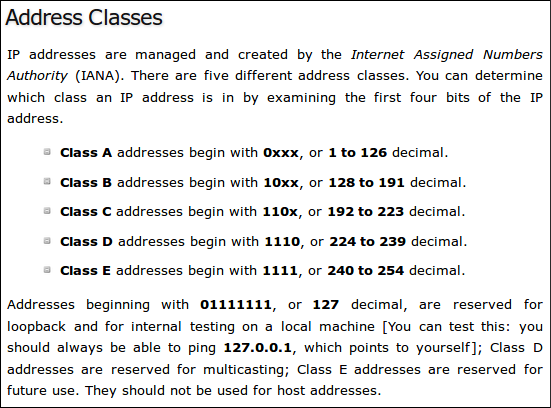 Address Classes
IP addresses are managed and created by the Internet Assigned Numbers
Authority (IANA). There are five different address classes. You can determine
which class an IP address is in by examining the first four bits of the IP
address.
Class A addresses begin with 0xxx, or 1 to 126 decimal.
Class B addresses begin with 10xx, or 128 to 191 decimal.
Class C addresses begin with 110x, or 192 to 223 decimal.
Class D addresses begin with 1110, or 224 to 239 decimal.
Class E addresses begin with 1111, or 240 to 254 decimal.
Addresses beginning with 01111111, or 127 decimal, are reserved for
loopback and for internal testing on a local machine [You can test this: you
should always be able to ping 127.0.0.1, which points to yourself]; Class D
addresses are reserved for multicasting; Class E addresses are reserved for
future use. They should not be used for host addresses.